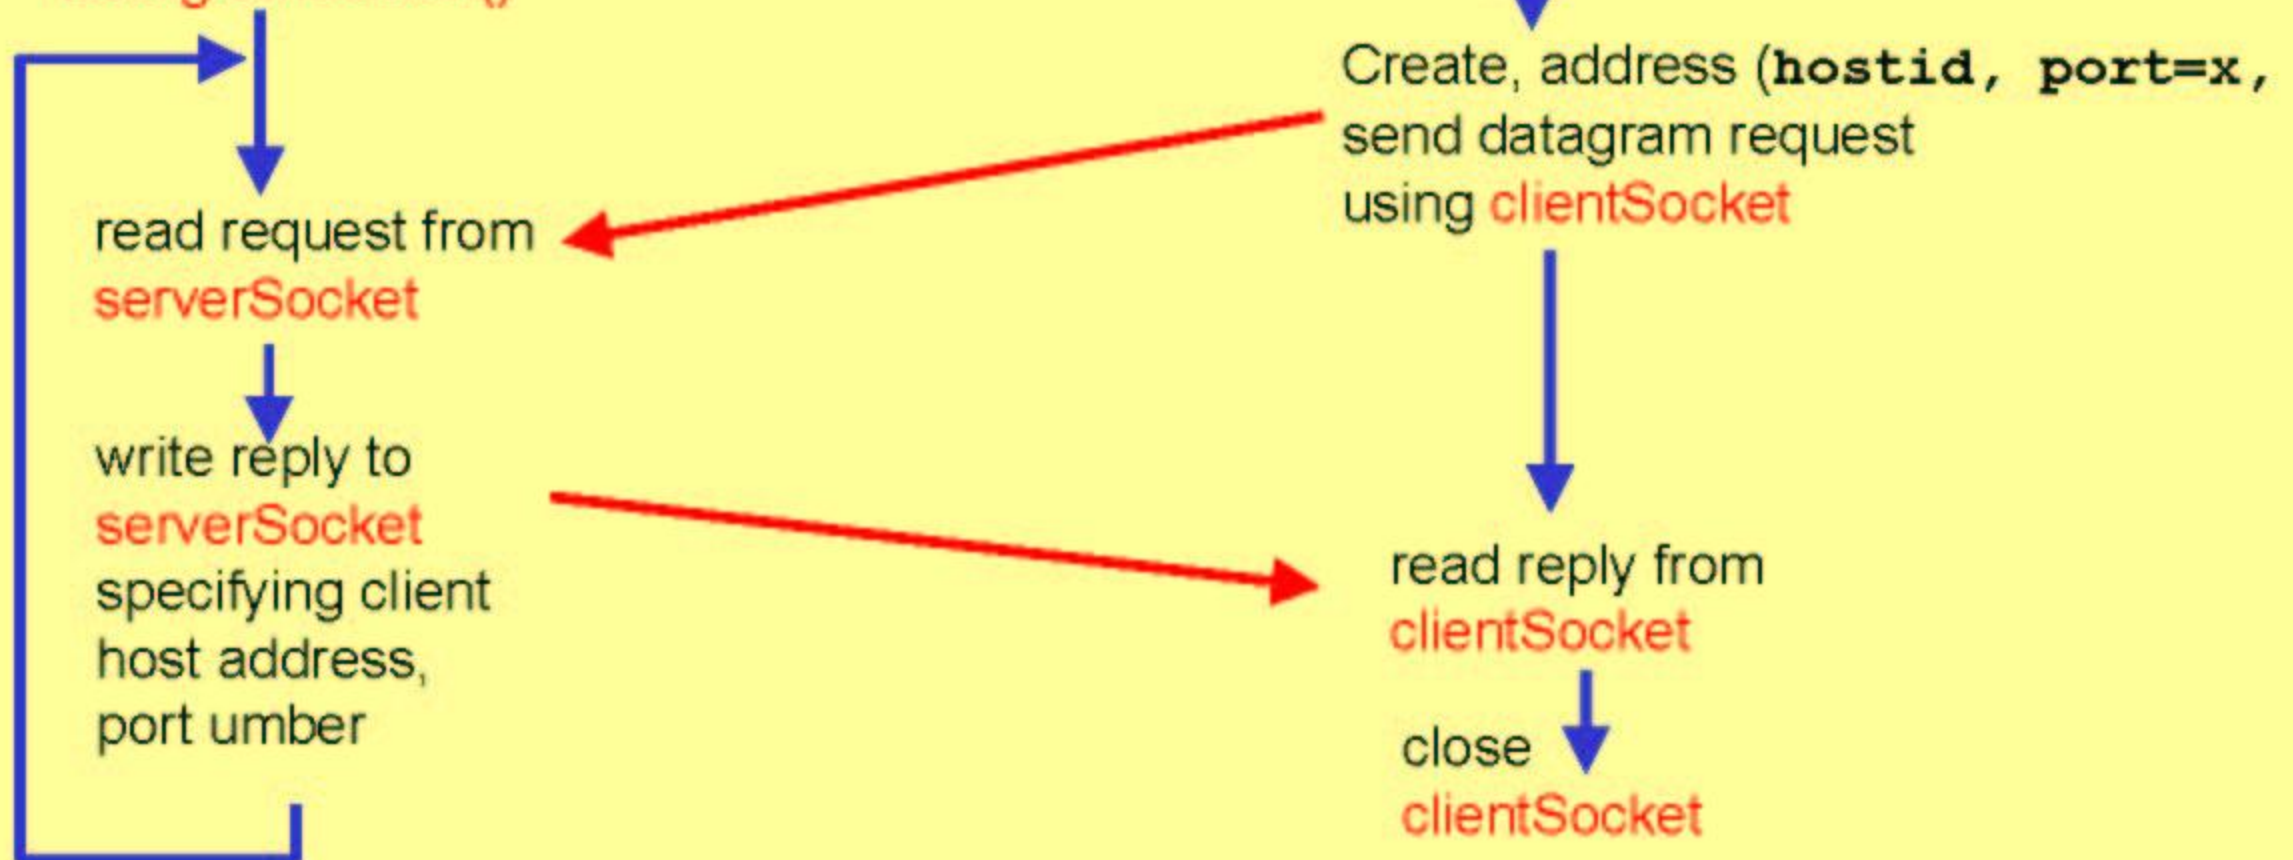 Create, address (hostid, port=x,
send datagram request
using clientSocket
read request from
serverSocket
write reply to
serverSocket
specifying client
host address,
port umber
read reply from
clientSocket
close
clientSocket